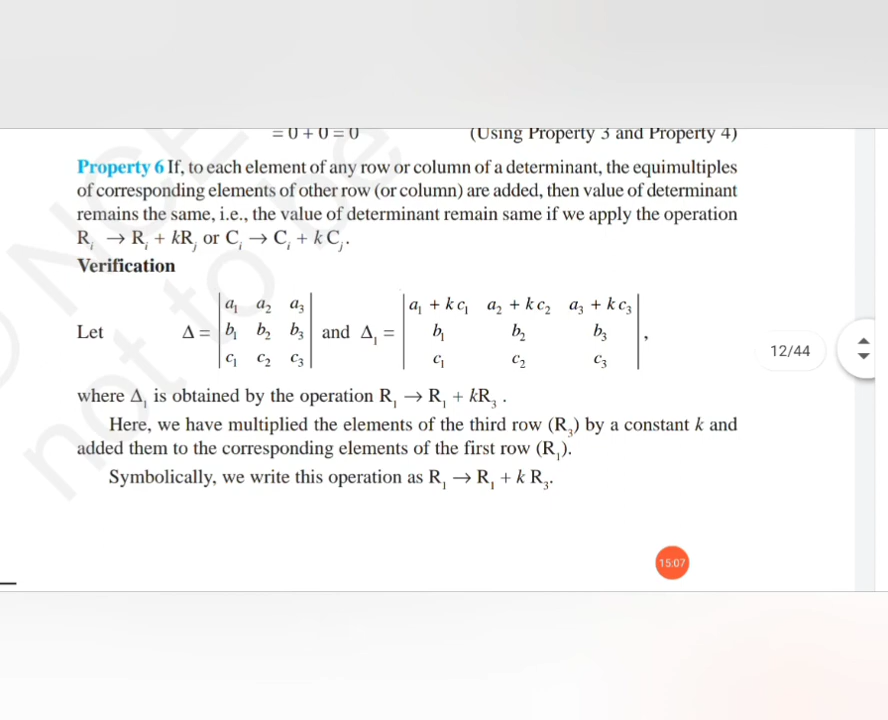 = 0 + 0 = 0 (Using Property 3 and Property 4)
Property 6 If, to each element of any row or column of a determinant, the equimultiples
of corresponding elements of other row (or column) are added, then value of determinant
remains the same, i.e., the value of determinant remain same if we apply the operation
Rᵢ → Rᵢ + kRⱼ or Cᵢ → Cᵢ + k Cⱼ.
Verification
a₁ a₂ a₃ a₁ + k c₁ a₂ + k c₂ a₃ + k c₃
Let Δ = b₁ b₂ b₃ and Δ₁ = b₁ b₂ b₃ ,
c₁ c₂ c₃ c₁ c₂ c₃
12/44
where Δ₁ is obtained by the operation R₁ → R₁ + kR₃ .
Here, we have multiplied the elements of the third row (R₃) by a constant k and
added them to the corresponding elements of the first row (R₁).
Symbolically, we write this operation as R₁ → R₁ + k R₃.
15:07
© NCE
not to be